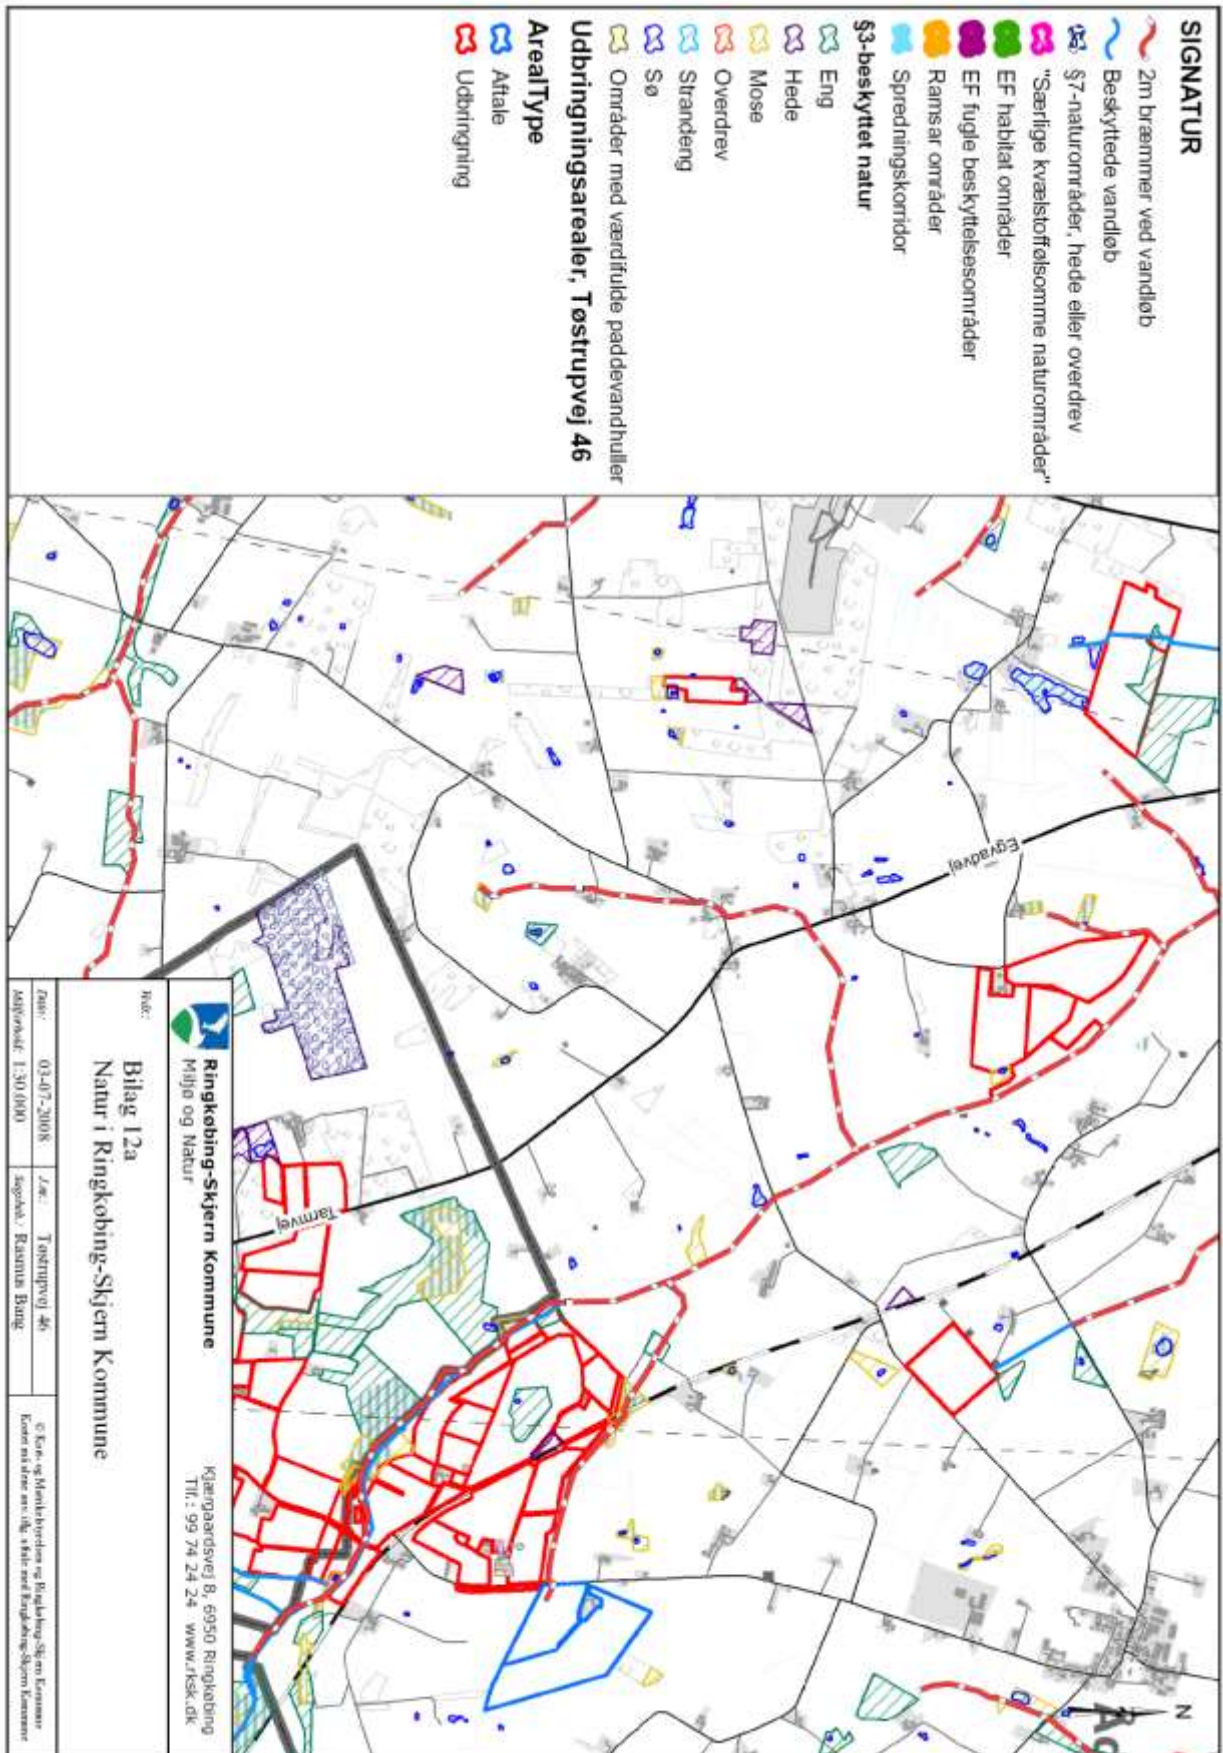 SIGNATUR
2m bræmmer ved vandløb
Beskyttede vandløb
§7-naturområder, hede eller overdrev
"Særlige kvælstoffølsomme naturområder"
EF habitat områder
EF fugle beskyttelsesområder
Ramsar områder
Spredningskorridor
§3-beskyttet natur
Eng
Hede
Mose
Overdrev
Strandeng
Sø
Områder med værdifulde paddevandhuller
Udbringningsarealer, Tøstrupvej 46
ArealType
Aftale
Udbringning
Egvadvej
Tarmvej
N
Ringkøbing-Skjern Kommune
Miljø og Natur
Kjærgaardsvej 8, 6950 Ringkøbing
Tlf.: 99 74 24 24 www.rksk.dk
Bilag 12a
Natur i Ringkøbing-Skjern Kommune
Dato: 03-07-2008
J.nr.: Tøstrupvej 46
Målforhold: 1:30.000
Sagsbeh.: Rasmus Bang